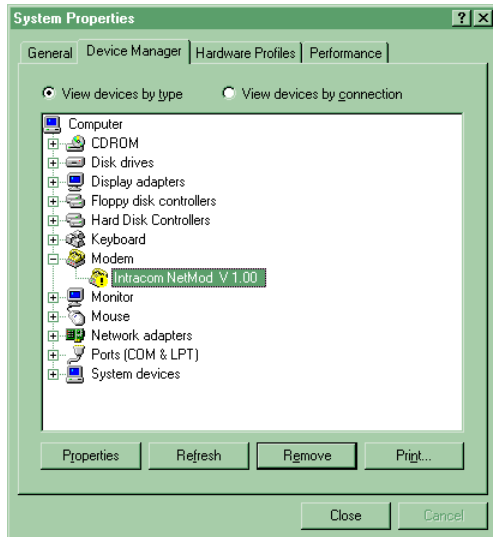 System Properties
General Device Manager Hardware Profiles Performance
View devices by type View devices by connection
Computer
CDROM
Disk drives
Display adapters
Floppy disk controllers
Hard Disk Controllers
Keyboard
Modem
Intracom NetMod V 1.00
Monitor
Mouse
Network adapters
Ports (COM & LPT)
System devices
Properties Refresh Remove Print...
Close Cancel